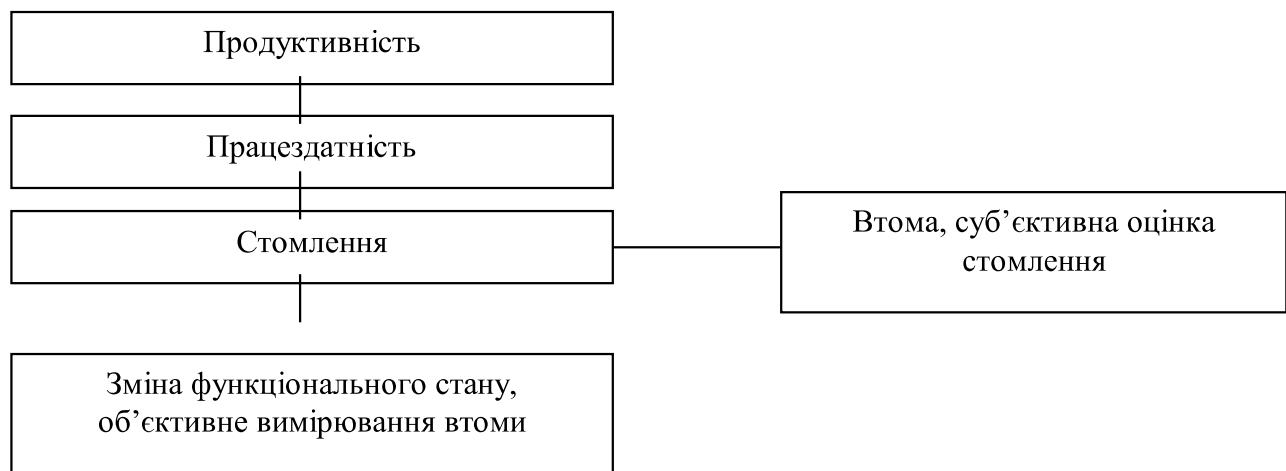 Продуктивність
Працездатність
Стомлення
Втома, суб’єктивна оцінка
стомлення
Зміна функціонального стану,
об’єктивне вимірювання втоми